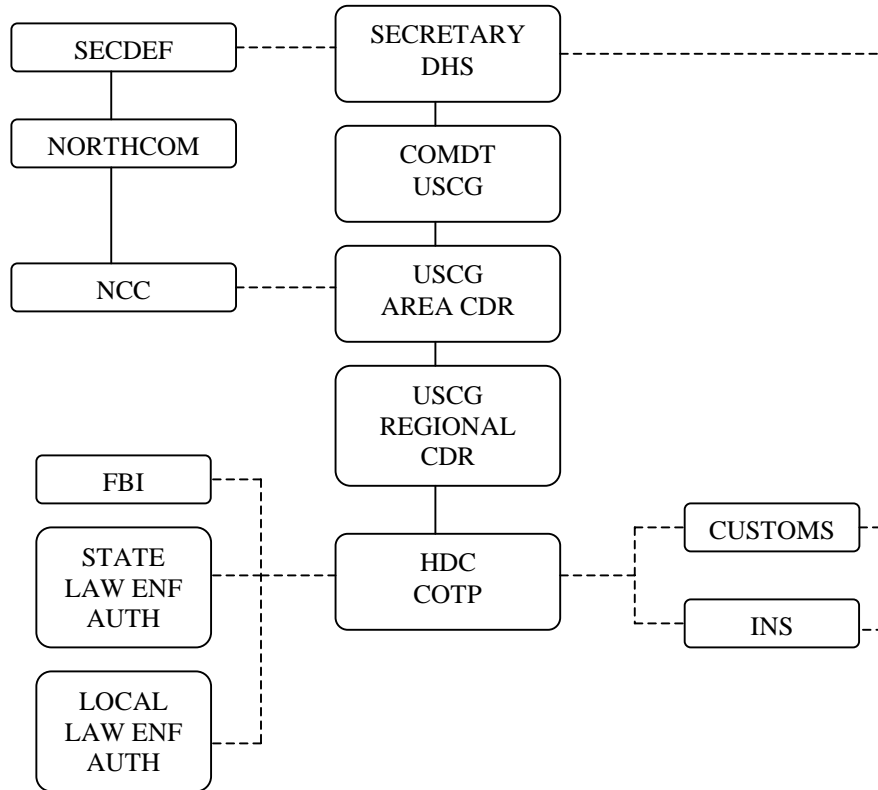 SECDEF
SECRETARY
DHS
NORTHCOM
COMDT
USCG
NCC
USCG
AREA CDR
USCG
REGIONAL
CDR
FBI
STATE
LAW ENF
AUTH
HDC
COTP
CUSTOMS
INS
LOCAL
LAW ENF
AUTH